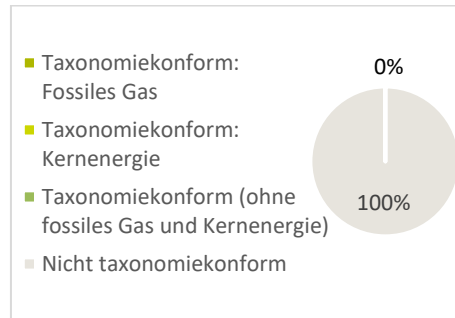 Taxonomiekonform:
Fossiles Gas
Taxonomiekonform:
Kernenergie
Taxonomiekonform (ohne
fossiles Gas und Kernenergie)
Nicht taxonomiekonform
0%
100%